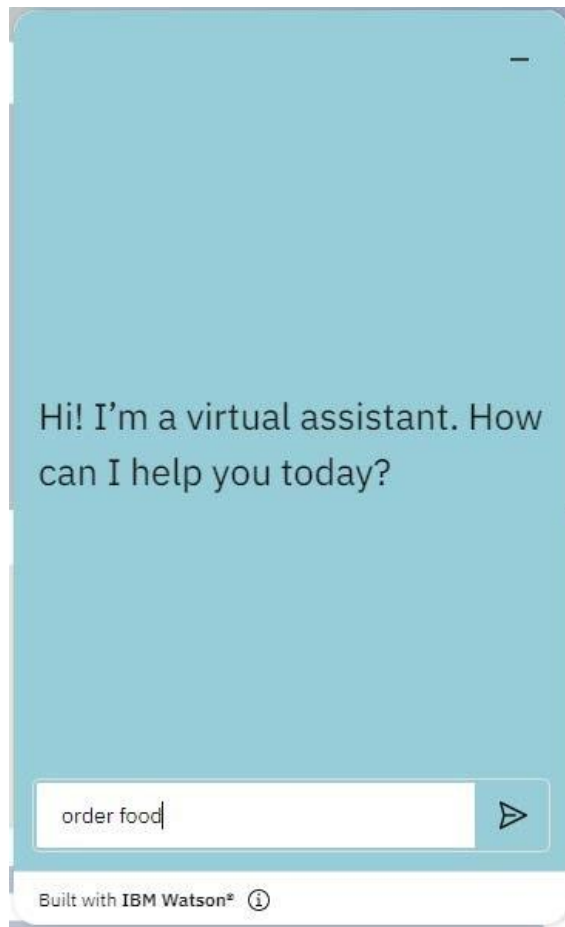 Hi! I’m a virtual assistant. How
can I help you today?
order food
Built with IBM Watson®